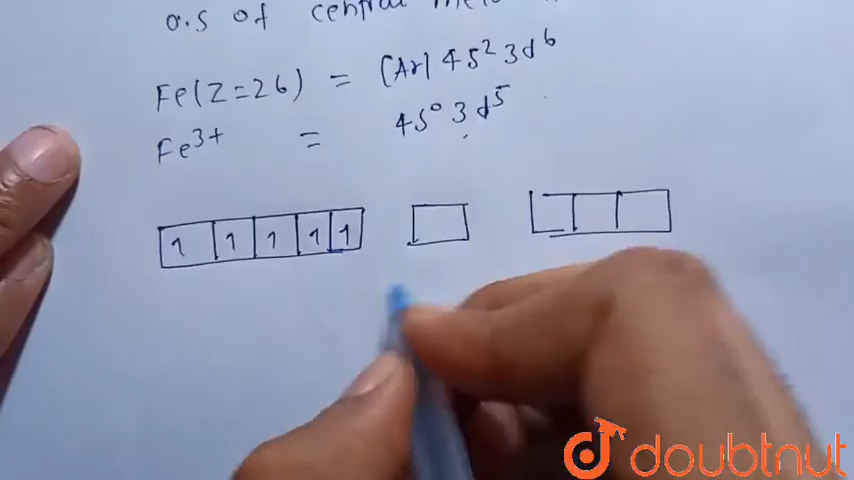 O.S of central
Fe(Z=26) = (Ar) 4S² 3d⁶
Fe³⁺ = 4S⁰ 3d⁵
1 1 1 1 1
doubtnut